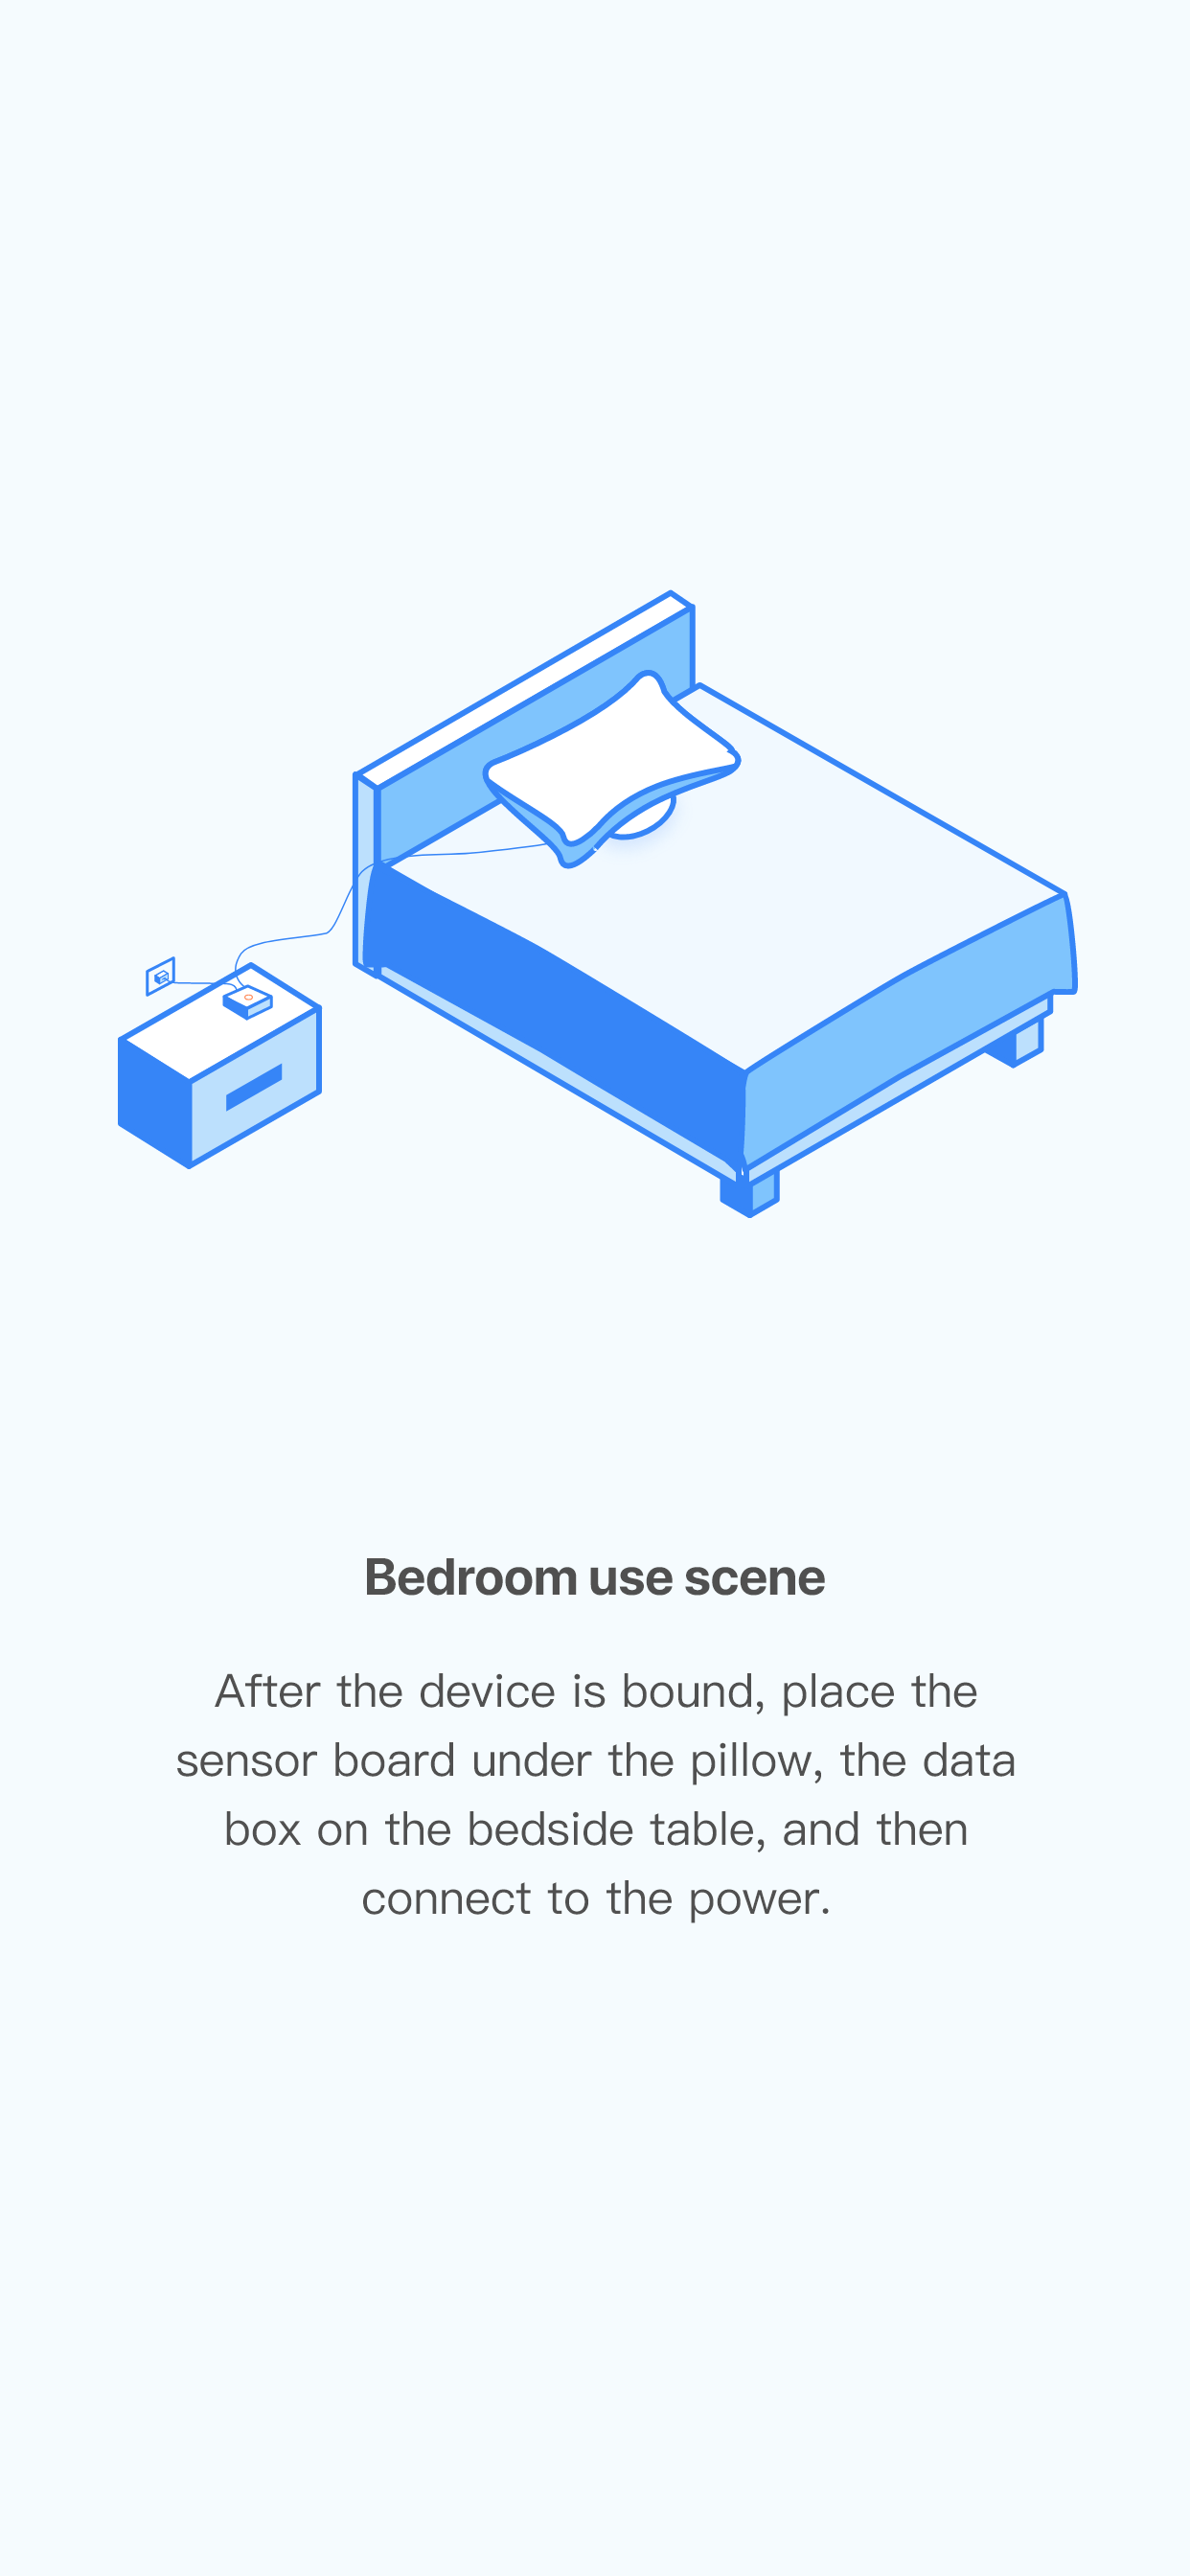 Bedroom use scene
After the device is bound, place the
sensor board under the pillow, the data
box on the bedside table, and then
connect to the power.